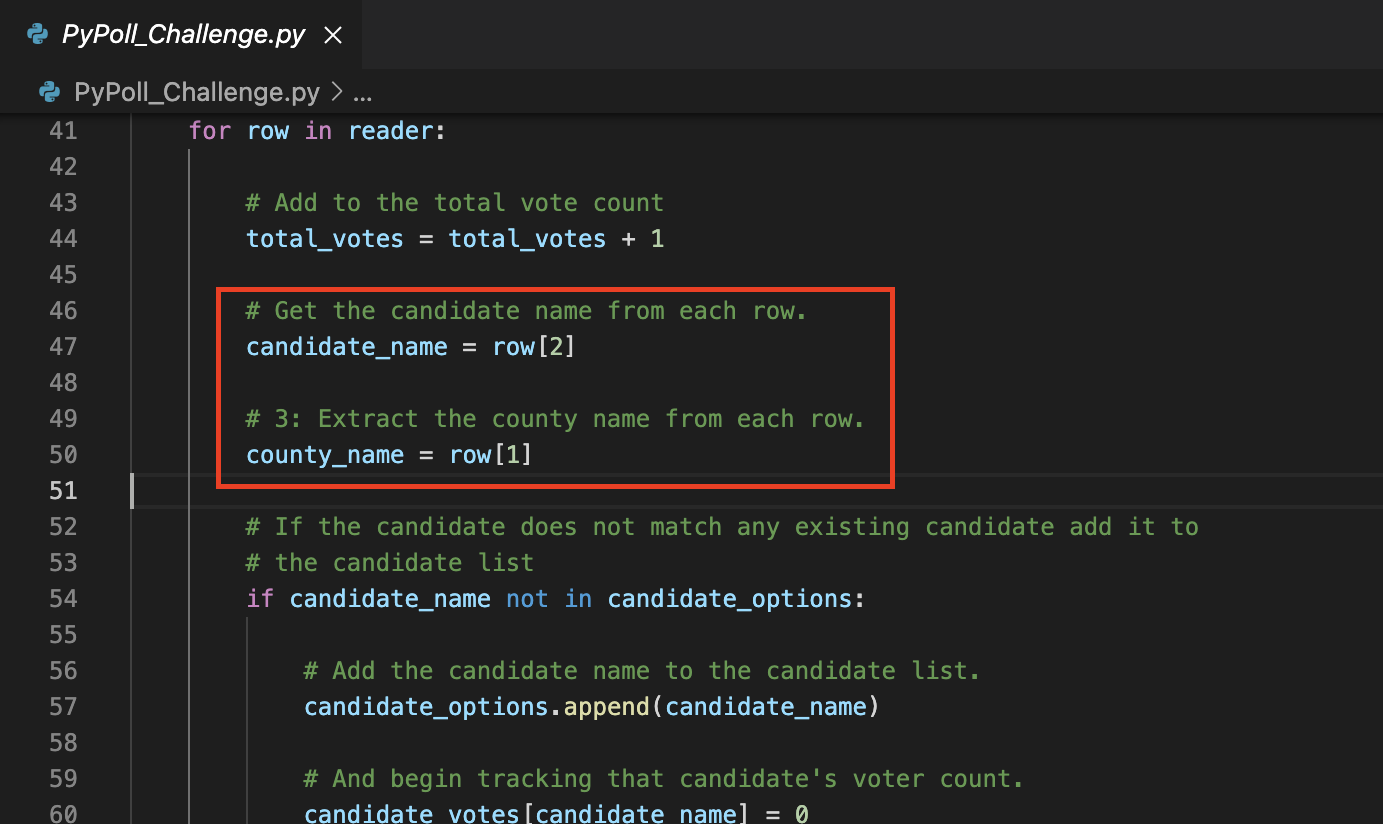 PyPoll_Challenge.py ×
PyPoll_Challenge.py > ...
41 for row in reader:
42
43 # Add to the total vote count
44 total_votes = total_votes + 1
45
46 # Get the candidate name from each row.
47 candidate_name = row[2]
48
49 # 3: Extract the county name from each row.
50 county_name = row[1]
51
52 # If the candidate does not match any existing candidate add it to
53 # the candidate list
54 if candidate_name not in candidate_options:
55
56 # Add the candidate name to the candidate list.
57 candidate_options.append(candidate_name)
58
59 # And begin tracking that candidate's voter count.
60 candidate_votes[candidate_name] = 0